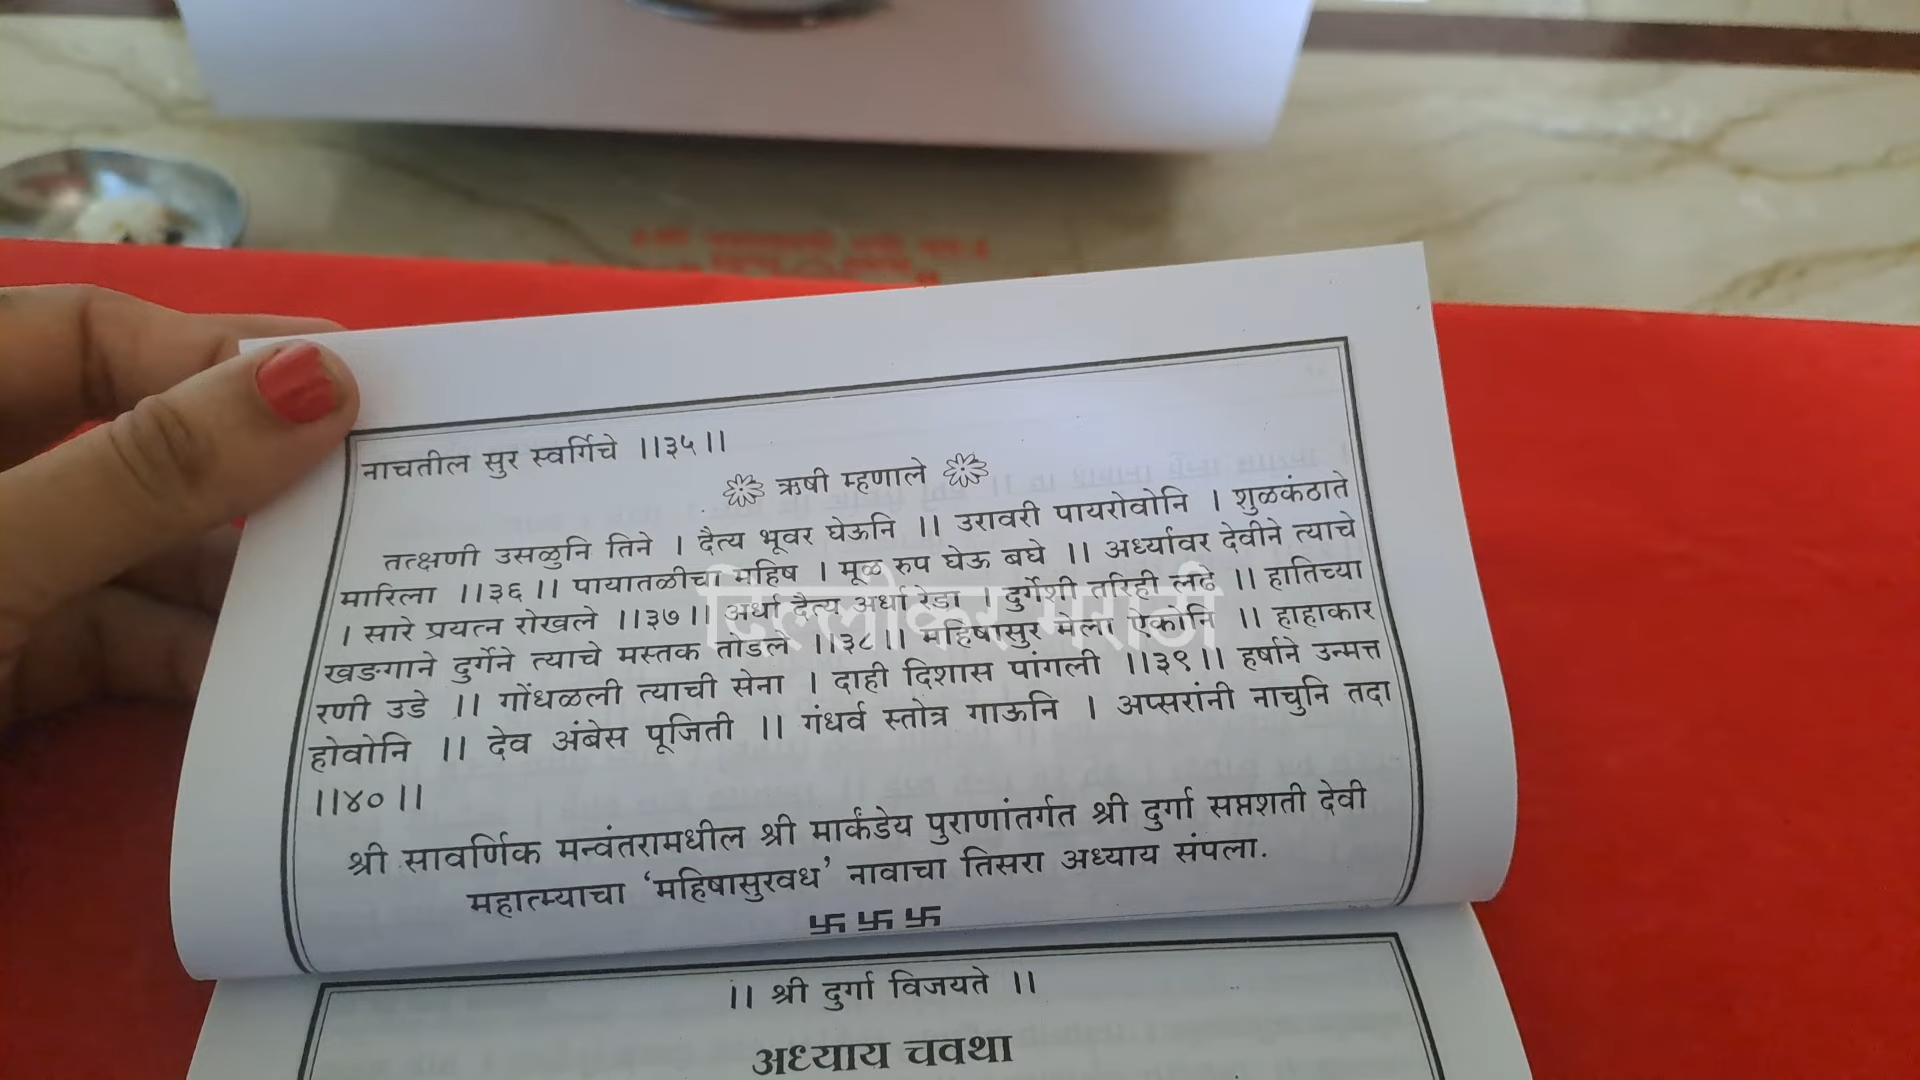 नाचतील सुर स्वर्गिचे ।।३५।।
ऋषी म्हणाले
तत्क्षणी उसळुनि तिने । दैत्य भूवर घेऊनि ।। उरावरी पायरोवोनि । शुळकंठाते
मारिला ।।३६।। पायातळीचा महिष । मूळ रुप घेऊ बघे ।। अर्ध्यावर देवीने त्याचे
। सारे प्रयत्न रोखले ।।३७।। अर्धा दैत्य अर्धा रेडा । दुर्गेशी तरिही लढे ।। हातिच्या
खड्गाने दुर्गेने त्याचे मस्तक तोडले ।।३८।। महिषासुर मेला ऐकोनि ।। हाहाकार
रणी उडे ।। गोंधळली त्याची सेना । दाही दिशास पांगली ।।३९।। हर्षाने उन्मत्त
होवोनि ।। देव अंबेस पूजिती ।। गंधर्व स्तोत्र गाऊनि । अप्सरांनी नाचुनि तदा
।।४०।।
श्री सावर्णिक मन्वंतरामधील श्री मार्कंडेय पुराणांतर्गत श्री दुर्गा सप्तशती देवी
महात्म्याचा ‘महिषासुरवध’ नावाचा तिसरा अध्याय संपला.
卐 卐 卐
।। श्री दुर्गा विजयते ।।
अध्याय चवथा
दिल्लीकर मराठी